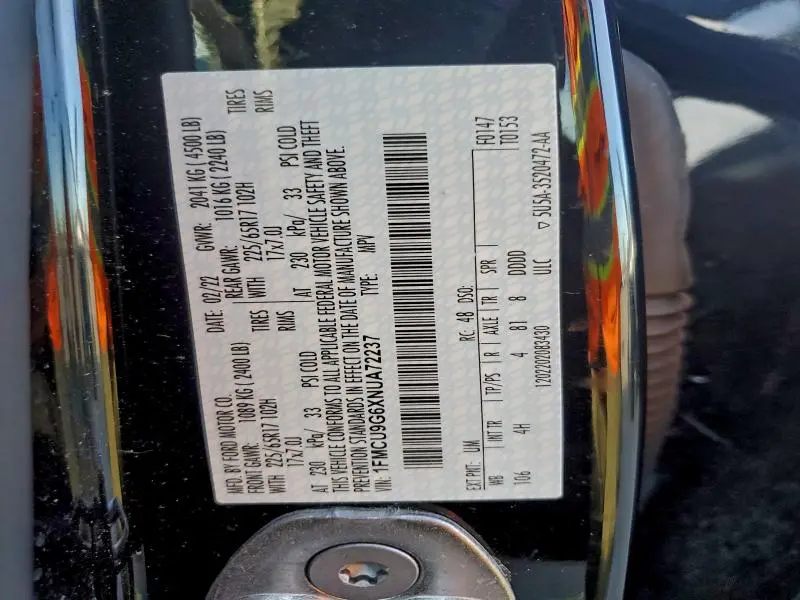 MFD. BY FORD MOTOR CO.
DATE: 02/22 GVWR: 2041 KG ( 4500 LB)
FRONT GAWR: 1089 KG ( 2400 LB) REAR GAWR: 1016 KG ( 2240 LB)
WITH 225/65R17 102H TIRES WITH 225/65R17 102H TIRES
17x7.0J RIMS 17x7.0J RIMS
AT 230 kPa/ 33 PSI COLD AT 230 kPa/ 33 PSI COLD
THIS VEHICLE CONFORMS TO ALL APPLICABLE FEDERAL MOTOR VEHICLE SAFETY AND THEFT
PREVENTION STANDARDS IN EFFECT ON THE DATE OF MANUFACTURE SHOWN ABOVE.
VIN: 1FMCU9G6XNUA72237 TYPE: MPV
F0147
EXT PNT: UM RC: 48 DSO: T0153
WB INT TR TP/PS R AXLE TR SPR
106 4H 4 81 8 DDDD
1202202083430 ULC ▽ 5U5A-3520472-AA